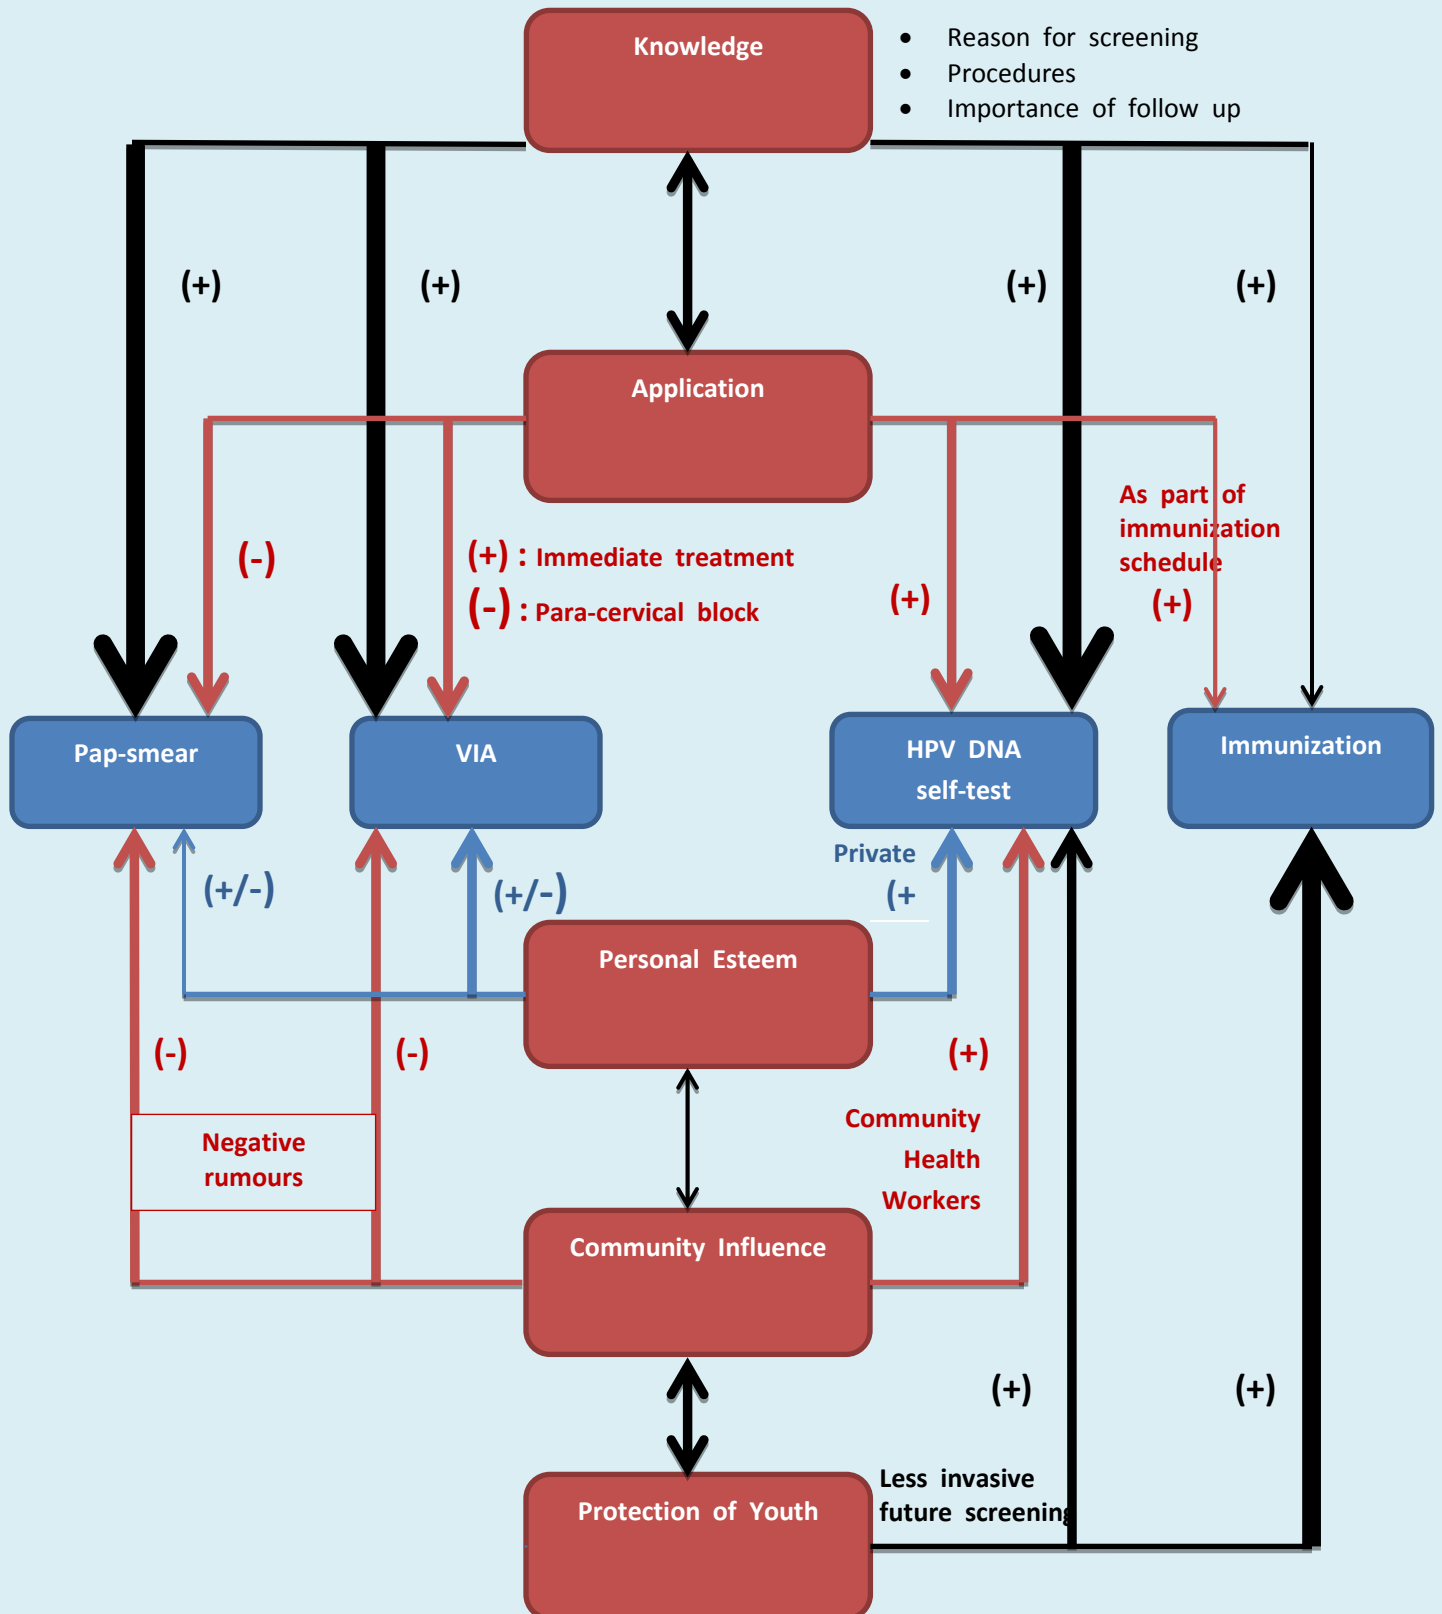 Knowledge
• Reason for screening
• Procedures
• Importance of follow up
(+)
(+)
(+)
(+)
Application
As part of
immunization
schedule
(-)
(+) : Immediate treatment
(-) : Para-cervical block
(+)
(+)
Pap-smear
VIA
HPV DNA
self-test
Immunization
Private
(+/-)
(+/-)
(+
Personal Esteem
(-)
(-)
(+)
Negative
rumours
Community
Health
Workers
Community Influence
(+)
(+)
Less invasive
future screening
Protection of Youth